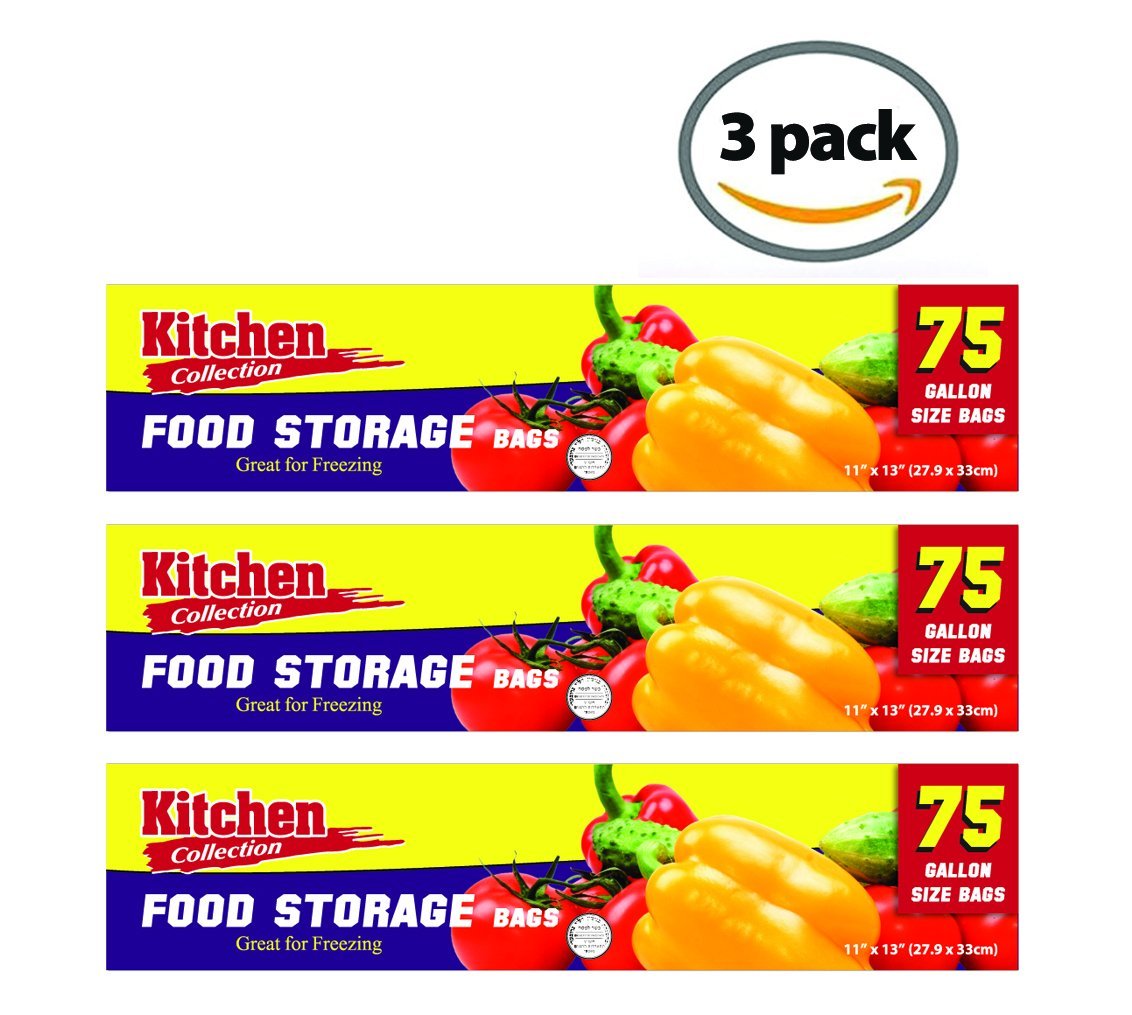 3 pack
Kitchen
Collection
FOOD STORAGE BAGS
Great for Freezing
75
GALLON
SIZE BAGS
11” x 13” (27.9 x 33cm)
Kitchen
Collection
FOOD STORAGE BAGS
Great for Freezing
75
GALLON
SIZE BAGS
11” x 13” (27.9 x 33cm)
Kitchen
Collection
FOOD STORAGE BAGS
Great for Freezing
75
GALLON
SIZE BAGS
11” x 13” (27.9 x 33cm)